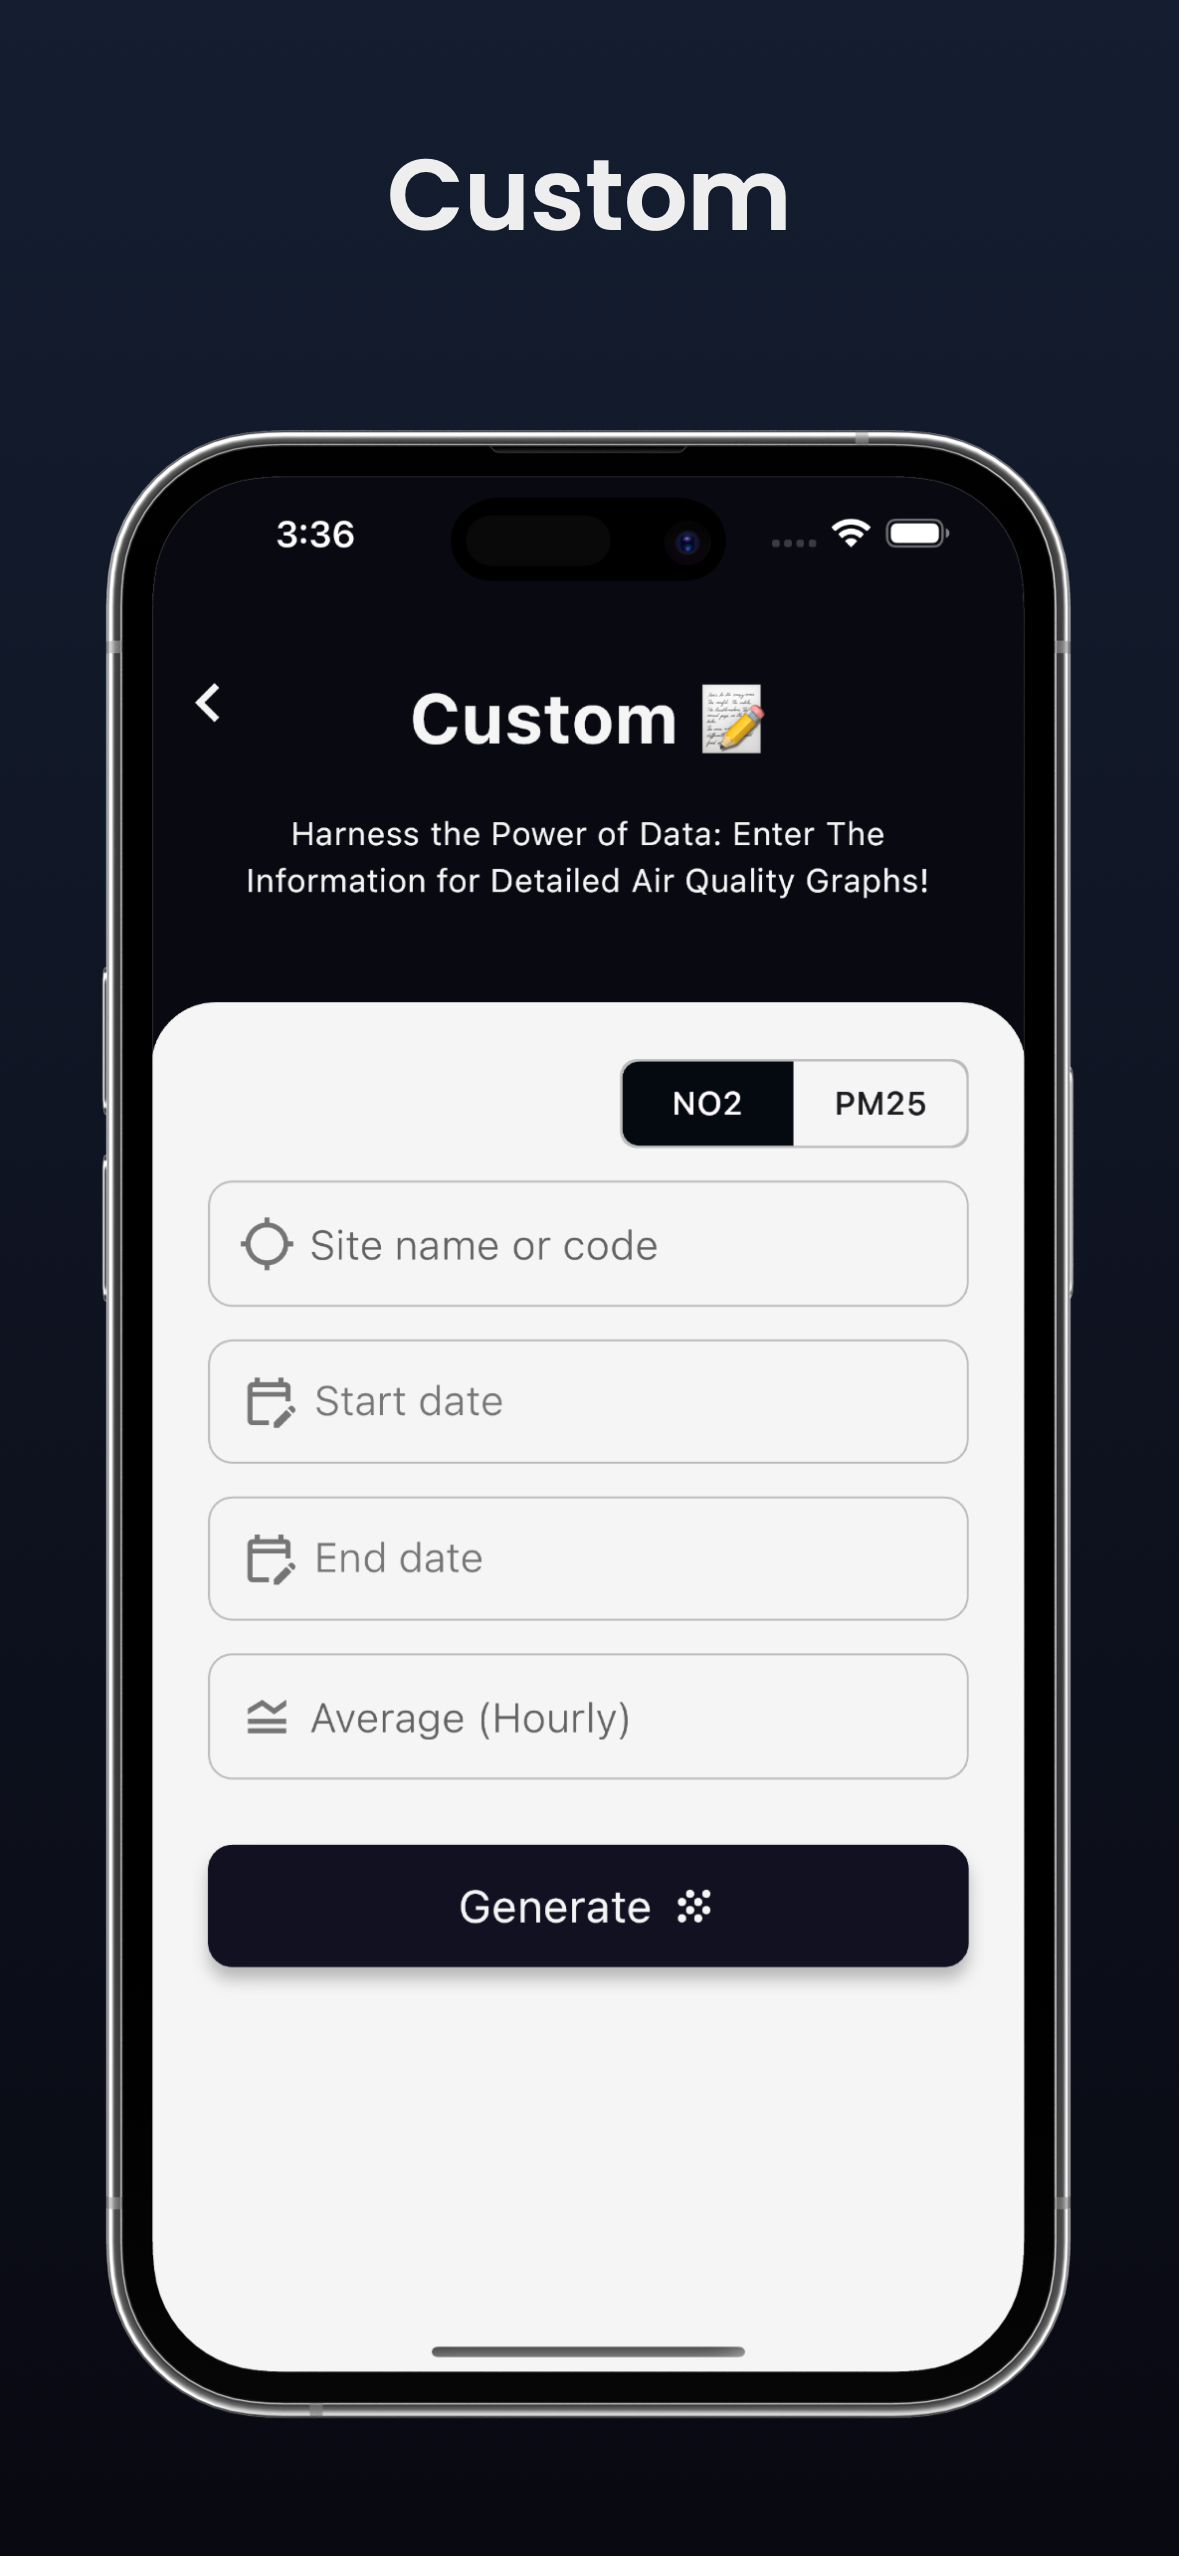 Custom
3:36
Custom
Harness the Power of Data: Enter The
Information for Detailed Air Quality Graphs!
NO2
PM25
Site name or code
Start date
End date
Average (Hourly)
Generate